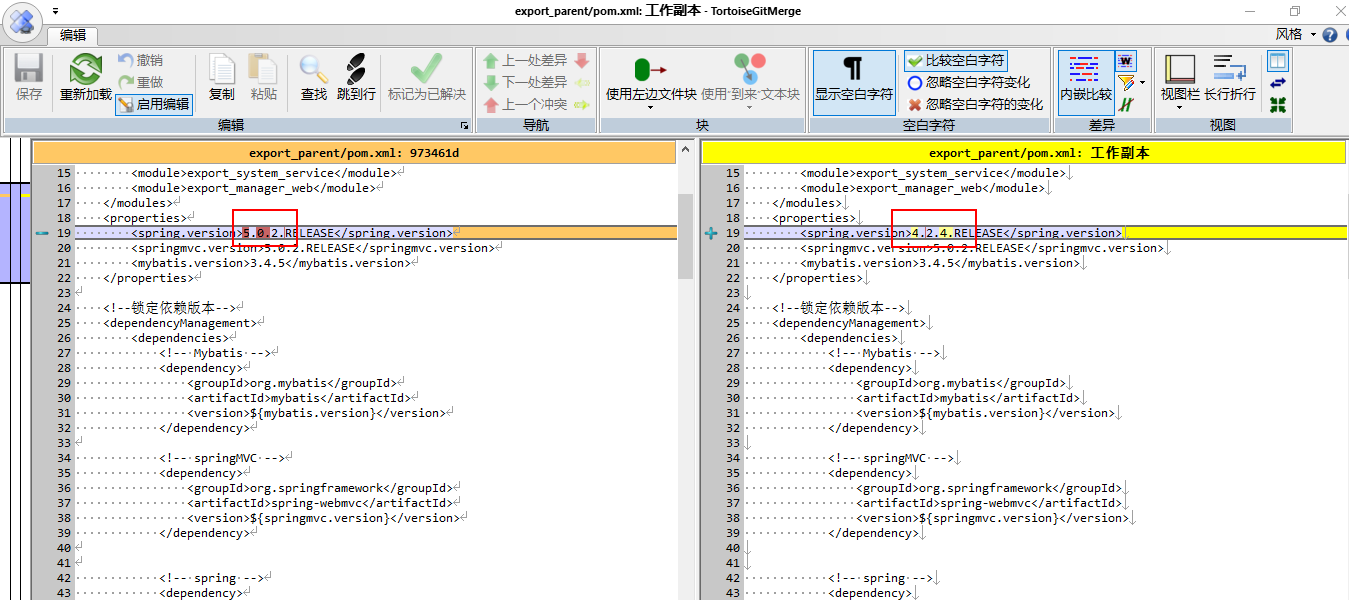 export_parent/pom.xml: 工作副本 - TortoiseGitMerge
编辑
风格
保存
重新加载
撤销
重做
启用编辑
复制
粘贴
查找
跳到行
标记为已解决
编辑
上一处差异
下一处差异
上一个冲突
导航
使用左边文件块
使用“到来”文本块
块
显示空白字符
比较空白字符
忽略空白字符变化
忽略空白字符的变化
空白字符
内嵌比较
差异
视图栏
长行折行
视图
export_parent/pom.xml: 973461d
15 <module>export_system_service</module>
16 <module>export_manager_web</module>
17 </modules>
18 <properties>
19 <spring.version>5.0.2.RELEASE</spring.version>
20 <springmvc.version>5.0.2.RELEASE</springmvc.version>
21 <mybatis.version>3.4.5</mybatis.version>
22 </properties>
23
24 <!--锁定依赖版本-->
25 <dependencyManagement>
26 <dependencies>
27 <!-- Mybatis -->
28 <dependency>
29 <groupId>org.mybatis</groupId>
30 <artifactId>mybatis</artifactId>
31 <version>${mybatis.version}</version>
32 </dependency>
33
34 <!-- springMVC -->
35 <dependency>
36 <groupId>org.springframework</groupId>
37 <artifactId>spring-webmvc</artifactId>
38 <version>${springmvc.version}</version>
39 </dependency>
40
41
42 <!-- spring -->
43 <dependency>
export_parent/pom.xml: 工作副本
15 <module>export_system_service</module>
16 <module>export_manager_web</module>
17 </modules>
18 <properties>
19 <spring.version>4.2.4.RELEASE</spring.version>
20 <springmvc.version>5.0.2.RELEASE</springmvc.version>
21 <mybatis.version>3.4.5</mybatis.version>
22 </properties>
23
24 <!--锁定依赖版本-->
25 <dependencyManagement>
26 <dependencies>
27 <!-- Mybatis -->
28 <dependency>
29 <groupId>org.mybatis</groupId>
30 <artifactId>mybatis</artifactId>
31 <version>${mybatis.version}</version>
32 </dependency>
33
34 <!-- springMVC -->
35 <dependency>
36 <groupId>org.springframework</groupId>
37 <artifactId>spring-webmvc</artifactId>
38 <version>${springmvc.version}</version>
39 </dependency>
40
41
42 <!-- spring -->
43 <dependency>